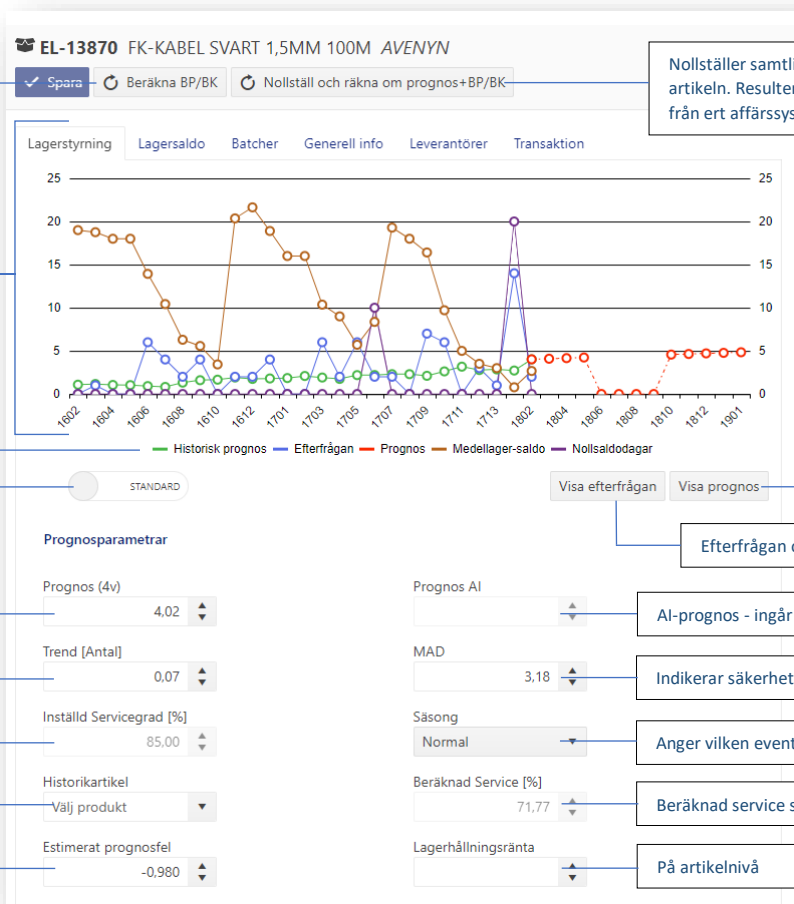 EL-13870 FK-KABEL SVART 1,5MM 100M AVENYN
Spara
Beräkna BP/BK
Nollställ och räkna om prognos+BP/BK
Nollställer samtli
artikeln. Resulter
från ert affärssys
Lagerstyrning Lagersaldo Batcher Generell info Leverantörer Transaktion
25 25
20 20
15 15
10 10
5 5
0 0
1602 1604 1606 1608 1610 1612 1701 1703 1705 1707 1709 1711 1713 1802 1804 1806 1808 1810 1812 1901
Historisk prognos Efterfrågan Prognos Medellager-saldo Nollsaldodagar
STANDARD
Visa efterfrågan Visa prognos
Efterfrågan
Prognosparametrar
Prognos (4v) Prognos AI
4,02
AI-prognos - ingår
Trend [Antal] MAD
0,07 3,18
Indikerar säkerhet
Inställd Servicegrad [%] Säsong
85,00 Normal
Anger vilken event
Historikartikel Beräknad Service [%]
Välj produkt 71,77
Beräknad service s
Estimerat prognosfel Lagerhållningsränta
-0,980
På artikelnivå